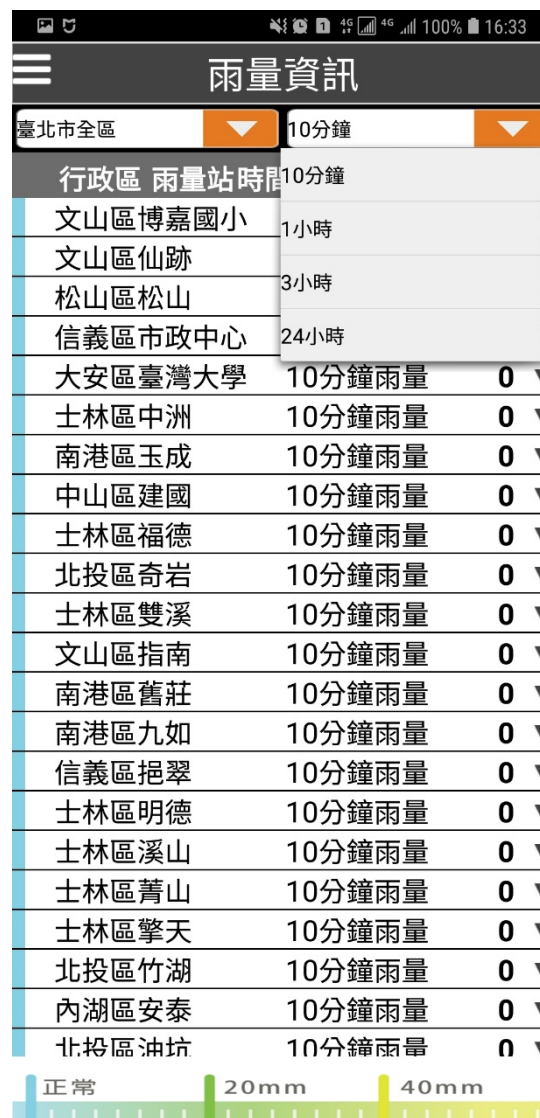 4G 4G 100% 16:33
雨量資訊
臺北市全區 10分鐘
行政區 雨量站時間
10分鐘
1小時
3小時
24小時
文山區博嘉國小
文山區仙跡
松山區松山
信義區市政中心
大安區臺灣大學 10分鐘雨量 0
士林區中洲 10分鐘雨量 0
南港區玉成 10分鐘雨量 0
中山區建國 10分鐘雨量 0
士林區福德 10分鐘雨量 0
北投區奇岩 10分鐘雨量 0
士林區雙溪 10分鐘雨量 0
文山區指南 10分鐘雨量 0
南港區舊莊 10分鐘雨量 0
南港區九如 10分鐘雨量 0
信義區挹翠 10分鐘雨量 0
士林區明德 10分鐘雨量 0
士林區溪山 10分鐘雨量 0
士林區菁山 10分鐘雨量 0
士林區擎天 10分鐘雨量 0
北投區竹湖 10分鐘雨量 0
內湖區安泰 10分鐘雨量 0
北投區油坑 10分鐘雨量 0
正常 20mm 40mm